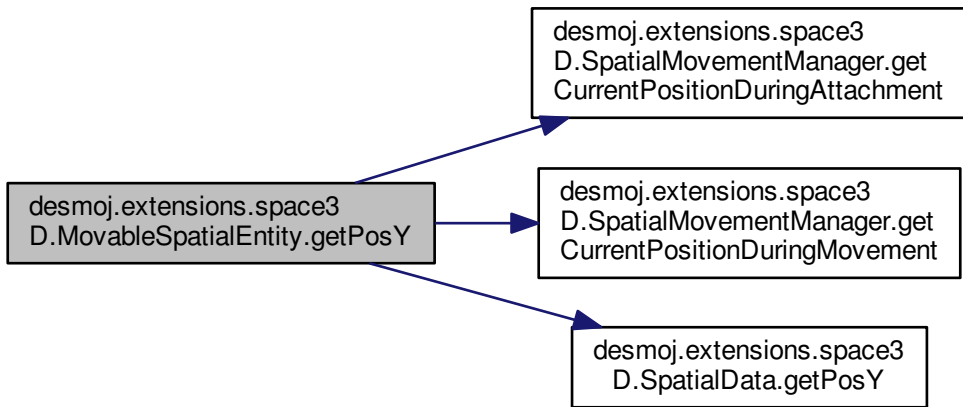 desmoj.extensions.space3
D.SpatialMovementManager.get
CurrentPositionDuringAttachment
desmoj.extensions.space3
D.MovableSpatialEntity.getPosY
desmoj.extensions.space3
D.SpatialMovementManager.get
CurrentPositionDuringMovement
desmoj.extensions.space3
D.SpatialData.getPosY